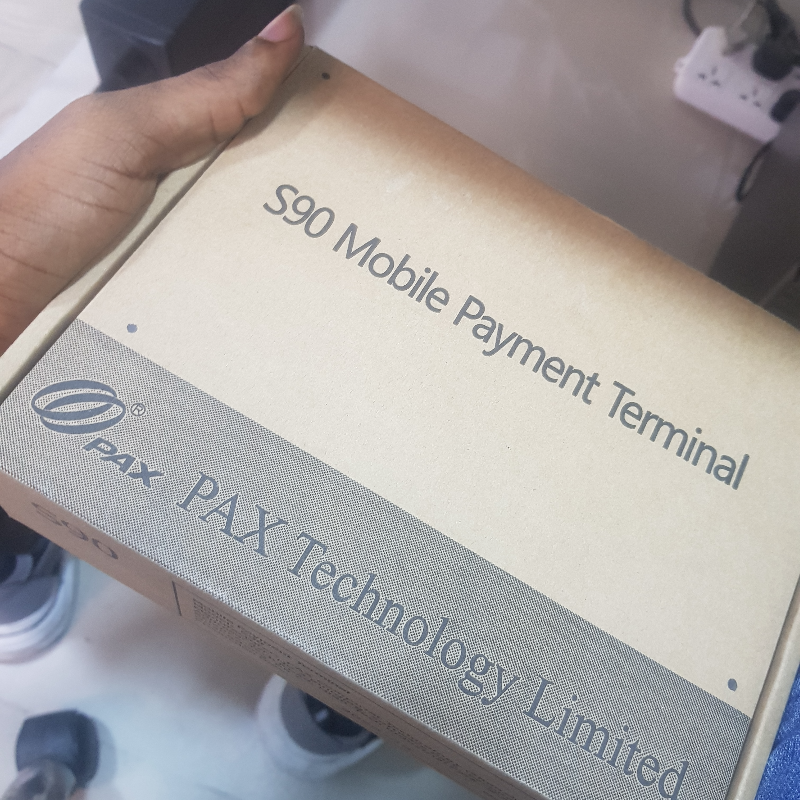 S90 Mobile Payment Terminal
®
PAX
PAX Technology Limited
S90